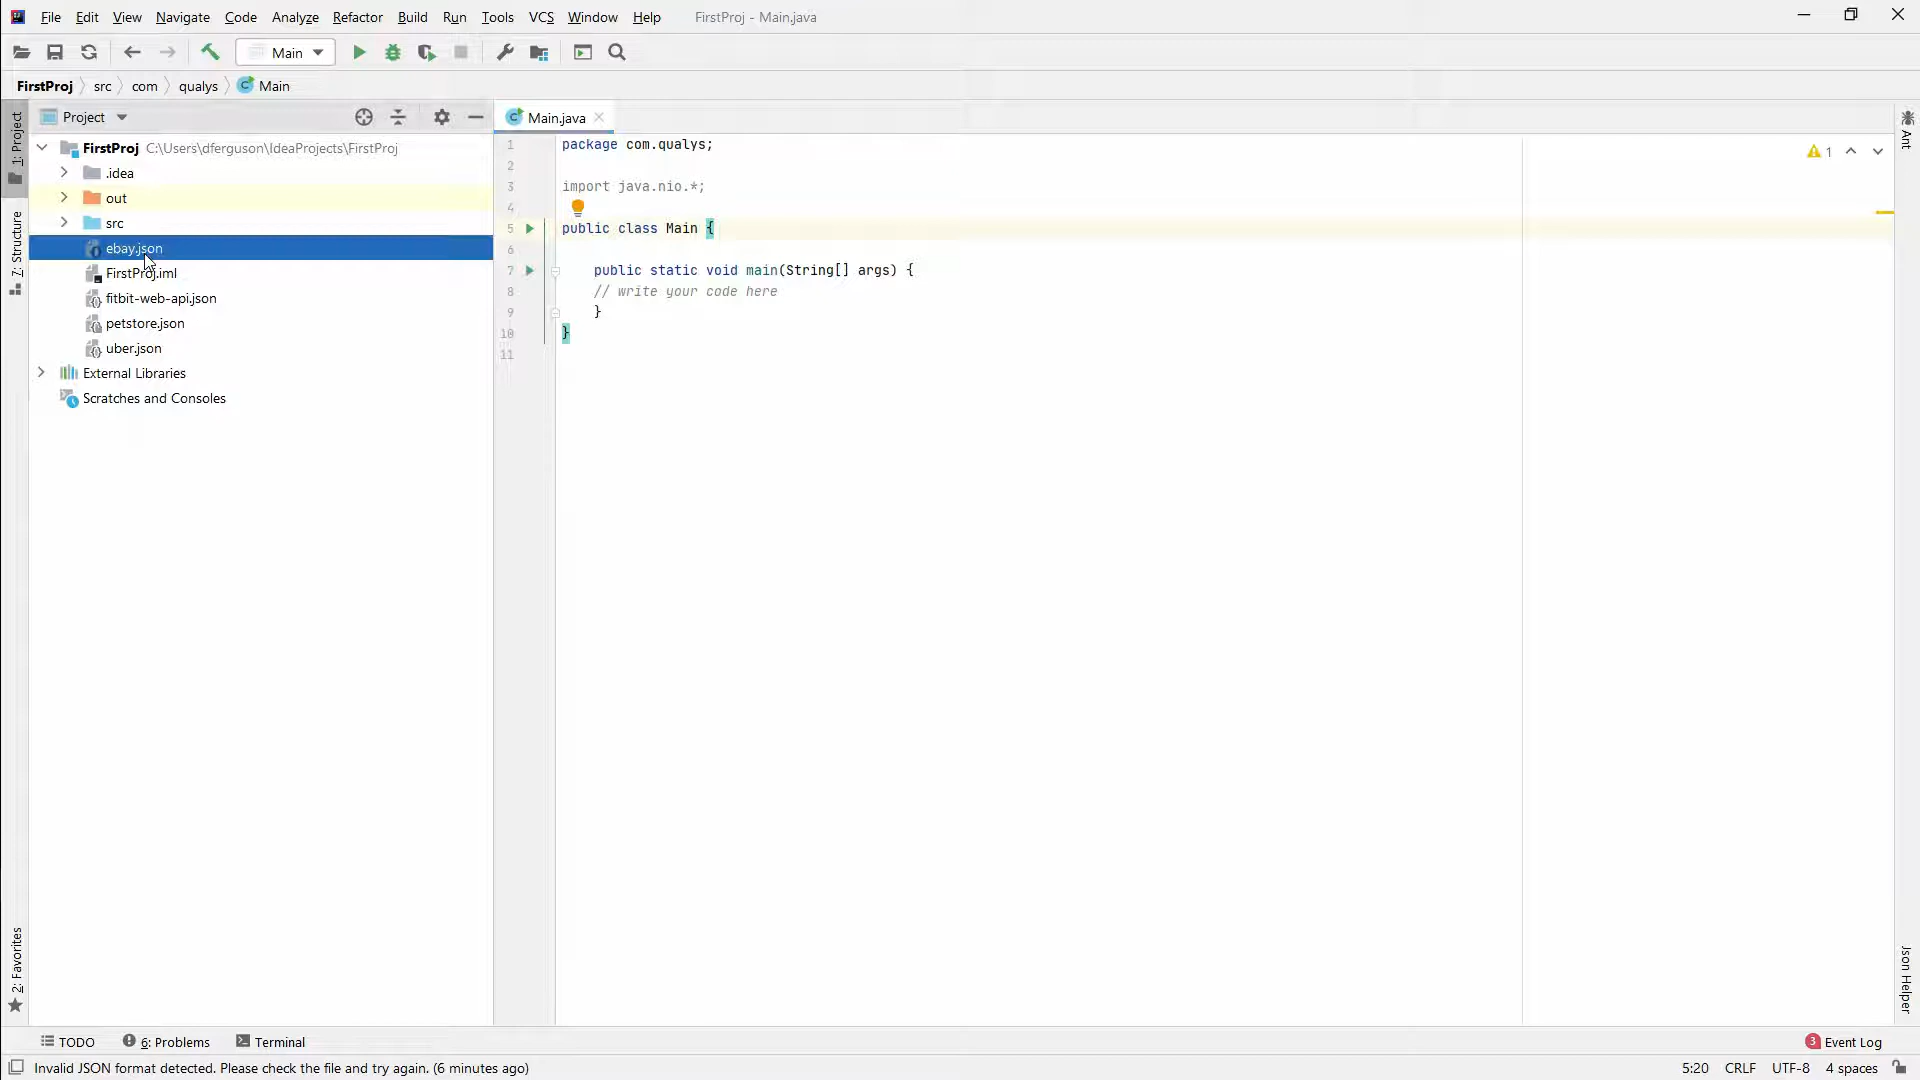 File Edit View Navigate Code Analyze Refactor Build Run Tools VCS Window Help FirstProj - Main.java
Main
FirstProj src com qualys Main
1: Project
Project
Main.java
Ant
FirstProj C:\Users\dferguson\IdeaProjects\FirstProj
.idea
out
src
ebay.json
FirstProj.iml
fitbit-web-api.json
petstore.json
uber.json
External Libraries
Scratches and Consoles
Z: Structure
2: Favorites
1 package com.qualys;
2
3 import java.nio.*;
4
5 public class Main {
6
7 public static void main(String[] args) {
8 // write your code here
9 }
10 }
11
1
Json Helper
TODO 6: Problems Terminal 3 Event Log
Invalid JSON format detected. Please check the file and try again. (6 minutes ago) 5:20 CRLF UTF-8 4 spaces